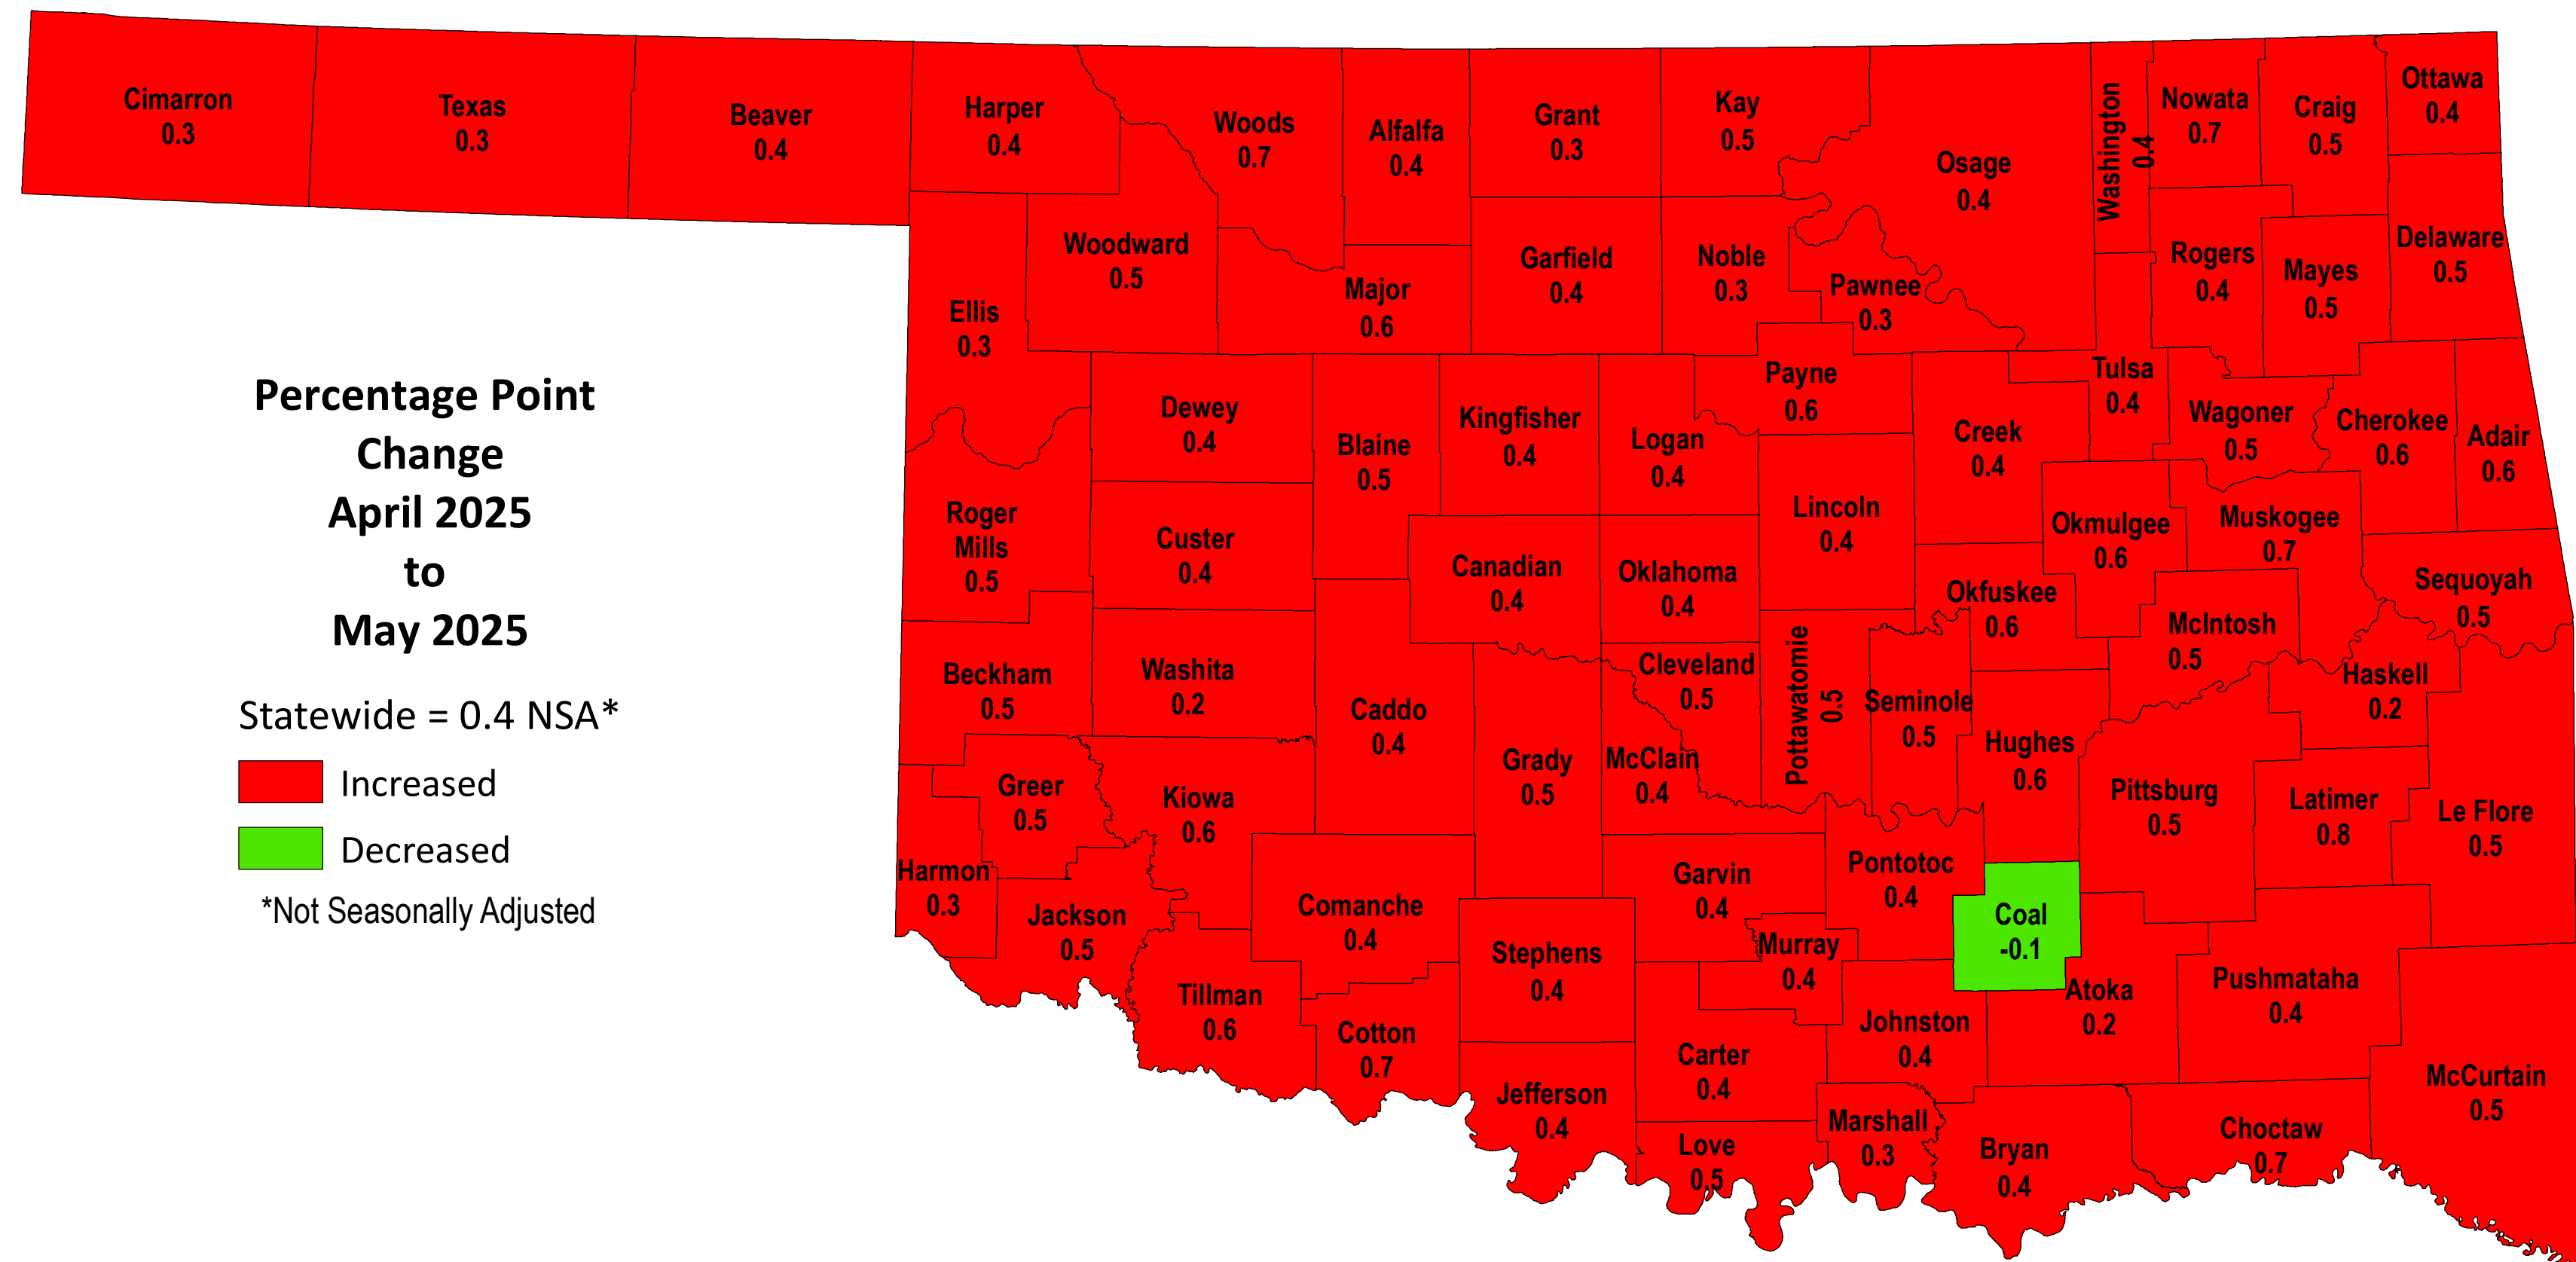 Cimarron
0.3
Texas
0.3
Beaver
0.4
Harper
0.4
Woods
0.7
Alfalfa
0.4
Grant
0.3
Kay
0.5
Osage
0.4
Washington
0.4
Nowata
0.7
Craig
0.5
Ottawa
0.4
Ellis
0.3
Woodward
0.5
Major
0.6
Garfield
0.4
Noble
0.3
Pawnee
0.3
Rogers
0.4
Mayes
0.5
Delaware
0.5
Percentage Point
Change
April 2025
to
May 2025
Statewide = 0.4 NSA*
Increased
Decreased
*Not Seasonally Adjusted
Dewey
0.4
Blaine
0.5
Kingfisher
0.4
Logan
0.4
Payne
0.6
Creek
0.4
Tulsa
0.4
Wagoner
0.5
Cherokee
0.6
Adair
0.6
Roger
Mills
0.5
Custer
0.4
Canadian
0.4
Oklahoma
0.4
Lincoln
0.4
Okfuskee
0.6
Okmulgee
0.6
Muskogee
0.7
McIntosh
0.5
Sequoyah
0.5
Beckham
0.5
Washita
0.2
Caddo
0.4
Grady
0.5
McClain
0.4
Cleveland
0.5
Pottawatomie
0.5
Seminole
0.5
Hughes
0.6
Pittsburg
0.5
Haskell
0.2
Latimer
0.8
Le Flore
0.5
Harmon
0.3
Greer
0.5
Kiowa
0.6
Jackson
0.5
Comanche
0.4
Tillman
0.6
Cotton
0.7
Stephens
0.4
Garvin
0.4
Murray
0.4
Pontotoc
0.4
Coal
-0.1
Atoka
0.2
Pushmataha
0.4
McCurtain
0.5
Jefferson
0.4
Carter
0.4
Johnston
0.4
Love
0.5
Marshall
0.3
Bryan
0.4
Choctaw
0.7